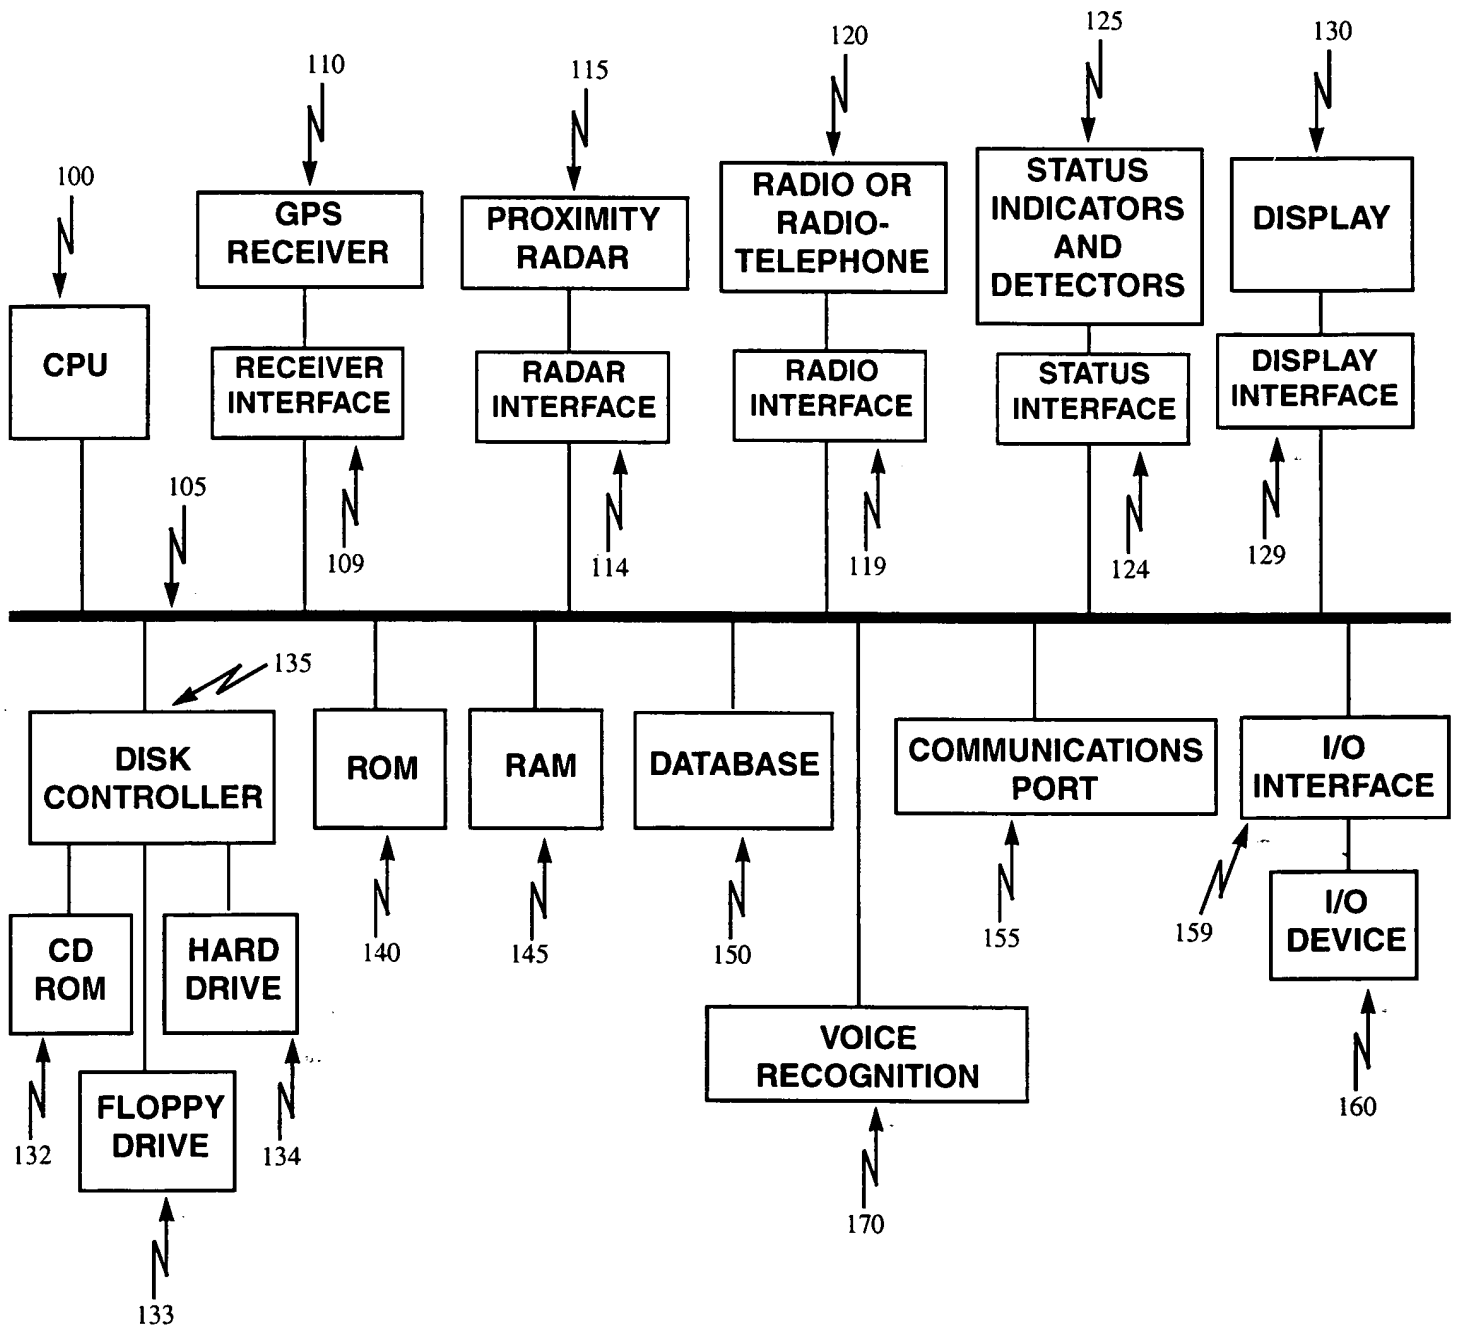 125
130
120
110
115
100
GPS
RECEIVER
PROXIMITY
RADAR
RADIO OR
RADIO-
TELEPHONE
STATUS
INDICATORS
AND
DETECTORS
DISPLAY
CPU
RECEIVER
INTERFACE
RADAR
INTERFACE
RADIO
INTERFACE
STATUS
INTERFACE
DISPLAY
INTERFACE
105
109
114
119
124
129
135
DISK
CONTROLLER
ROM
RAM
DATABASE
COMMUNICATIONS
PORT
I/O
INTERFACE
140
145
150
155
159
I/O
DEVICE
CD
ROM
HARD
DRIVE
VOICE
RECOGNITION
160
FLOPPY
DRIVE
132
134
170
133